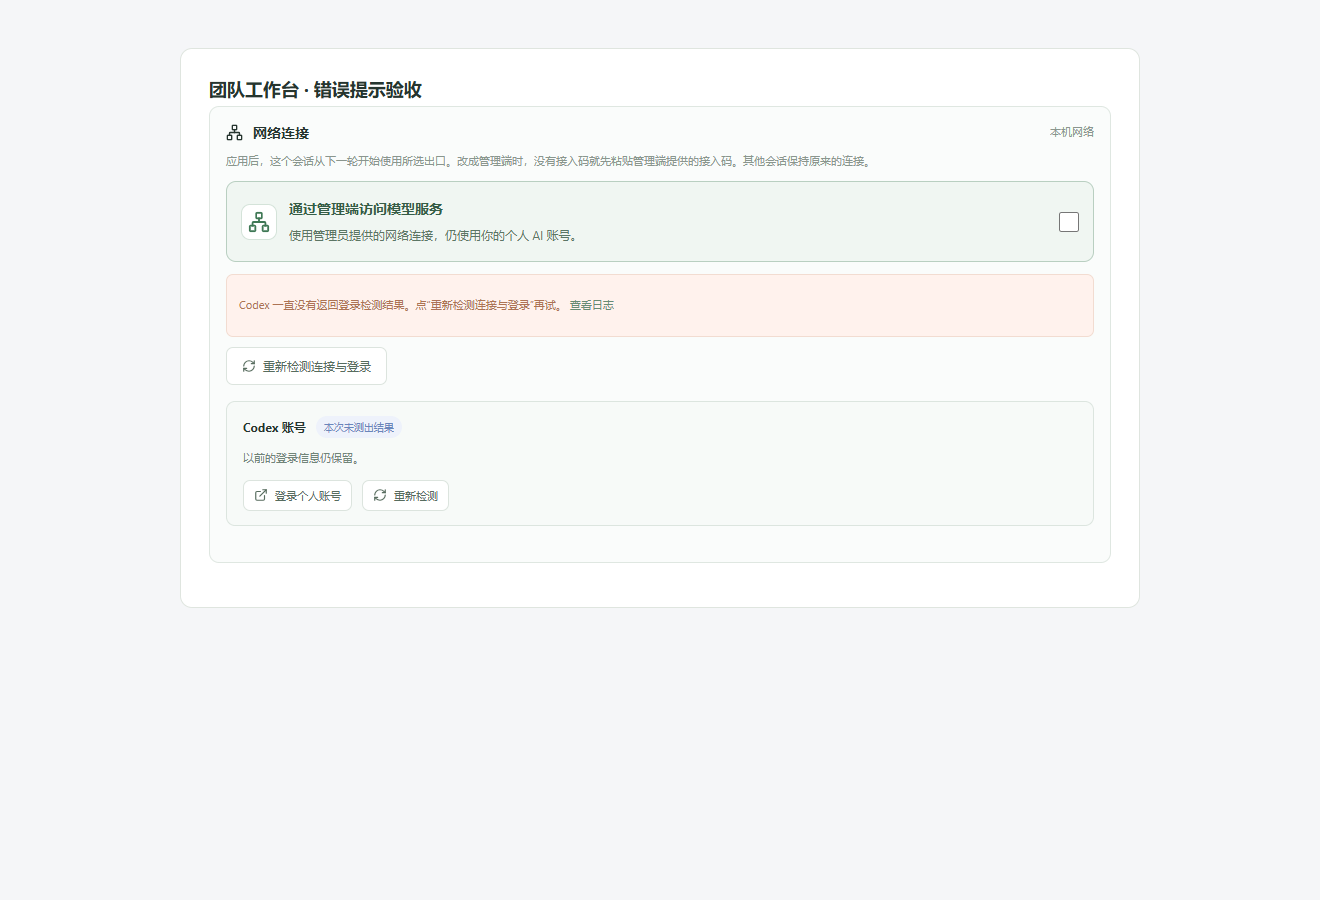 团队工作台 · 错误提示验收
网络连接
本机网络
应用后，这个会话从下一轮开始使用所选出口。改成管理端时，没有接入码就先粘贴管理端提供的接入码。其他会话保持原来的连接。
通过管理端访问模型服务
使用管理员提供的网络连接，仍使用你的个人 AI 账号。
Codex 一直没有返回登录检测结果。点“重新检测连接与登录”再试。 查看日志
重新检测连接与登录
Codex 账号 本次未测出结果
以前的登录信息仍保留。
登录个人账号 重新检测